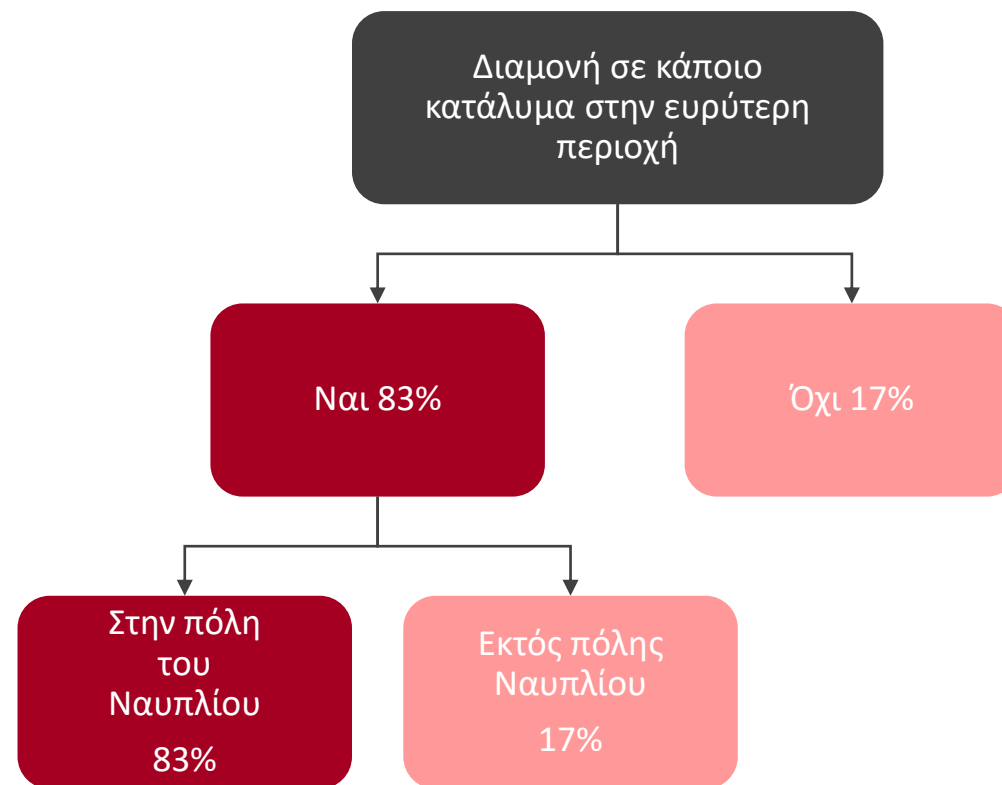 Διαμονή σε κάποιο
κατάλυμα στην ευρύτερη
περιοχή
Ναι 83%
Όχι 17%
Στην πόλη
του
Ναυπλίου
83%
Εκτός πόλης
Ναυπλίου
17%